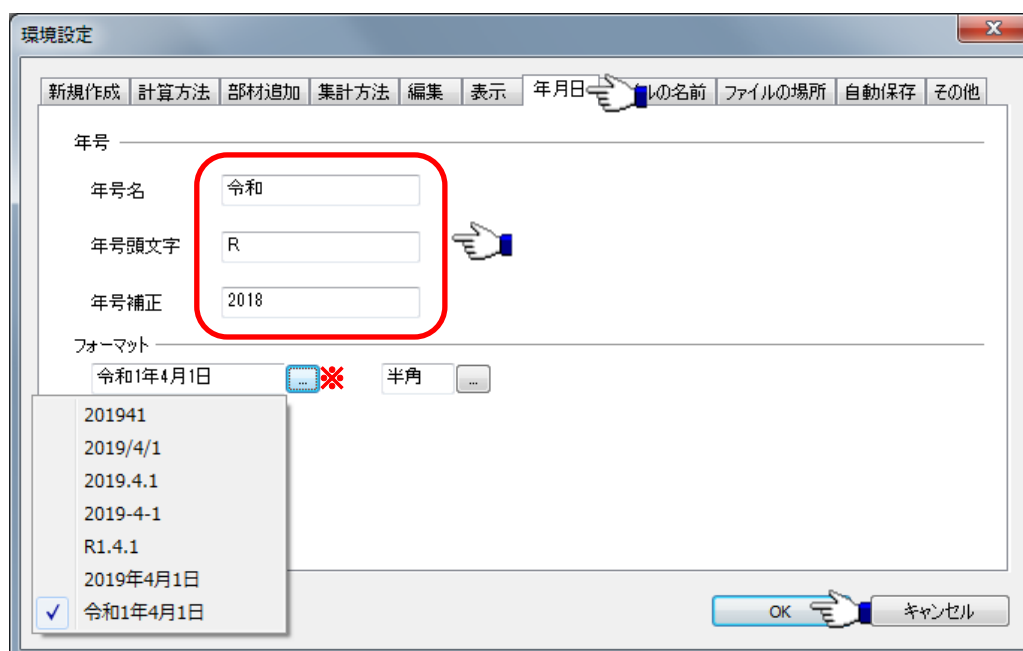 環境設定
新規作成 計算方法 部材追加 集計方法 編集 表示 年月日 ルの名前 ファイルの場所 自動保存 その他
年号
年号名 令和
年号頭文字 R
年号補正 2018
フォーマット
令和1年4月1日 ... ※ 半角 ...
201941
2019/4/1
2019.4.1
2019-4-1
R1.4.1
2019年4月1日
✓ 令和1年4月1日
OK キャンセル